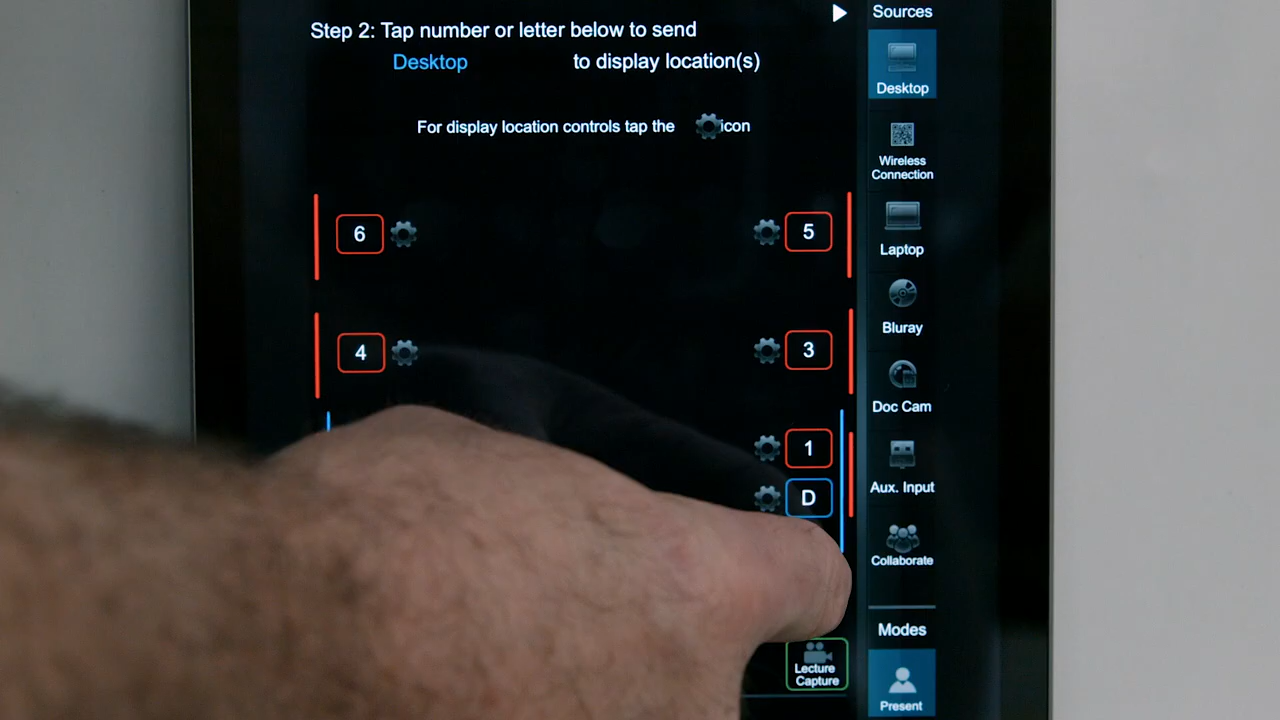 Step 2: Tap number or letter below to send
Desktop to display location(s)
For display location controls tap the icon
6
5
4
3
1
D
Lecture
Capture
Sources
Desktop
Wireless
Connection
Laptop
Bluray
Doc Cam
Aux. Input
Collaborate
Modes
Present